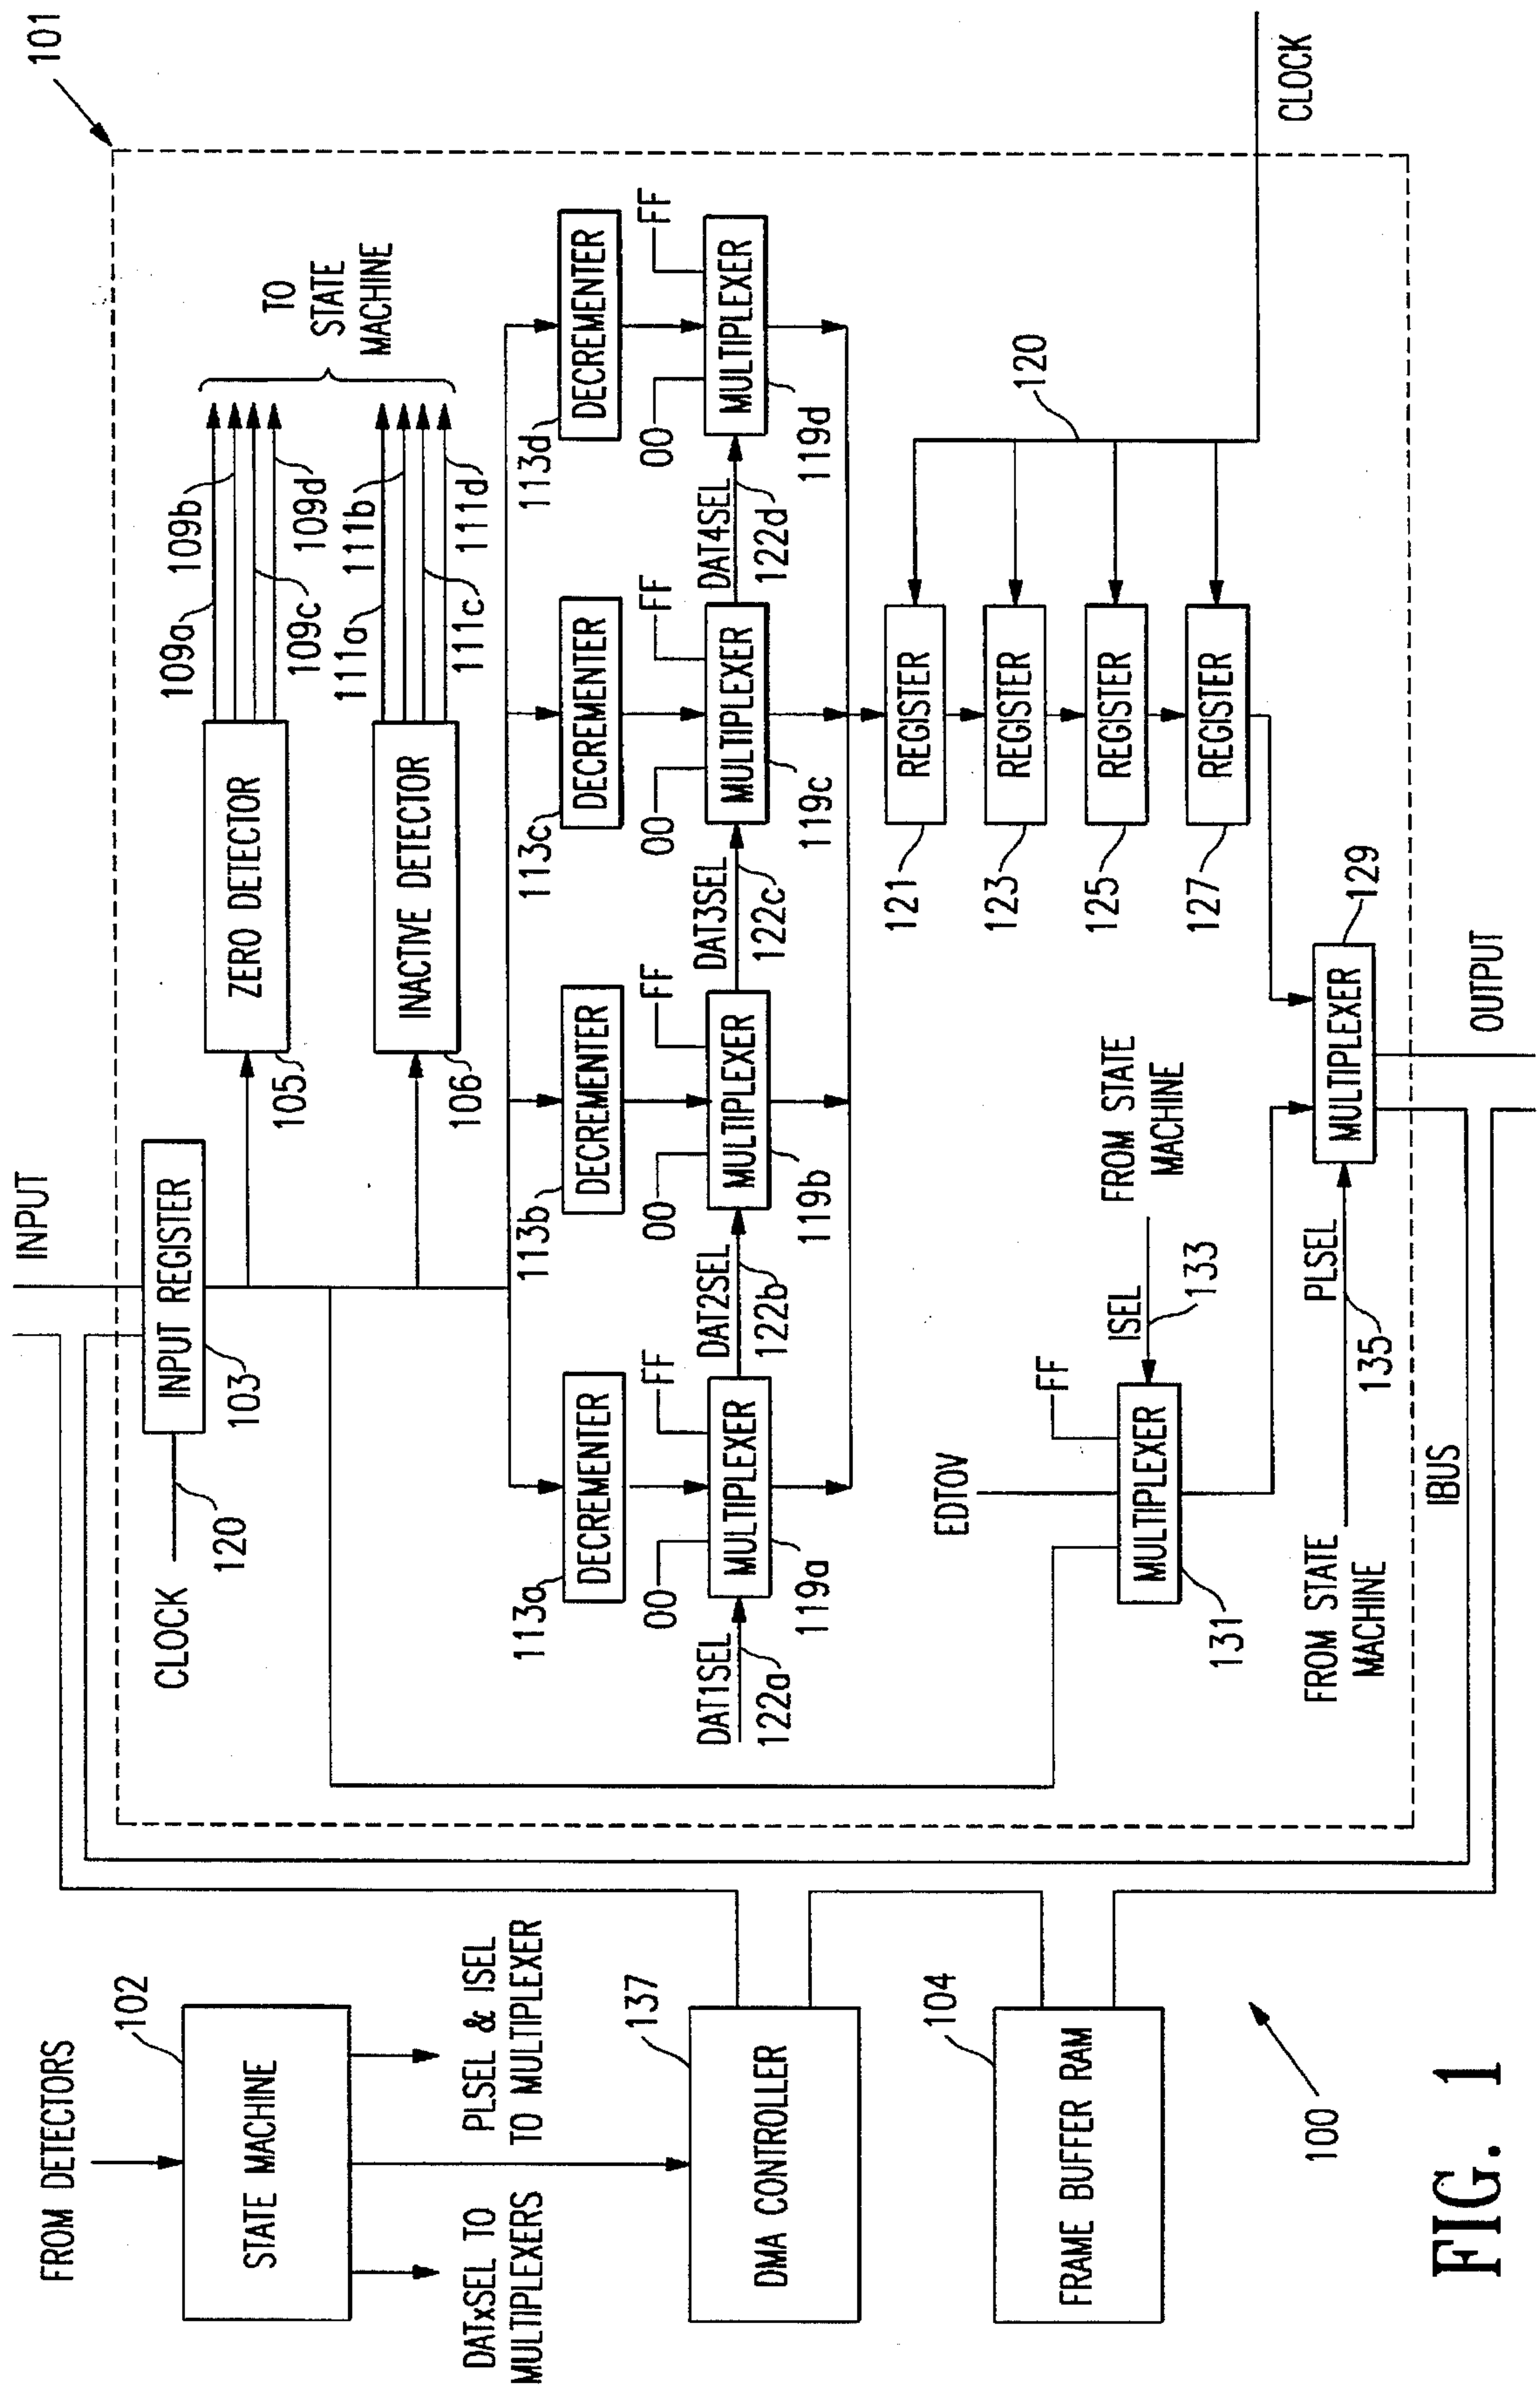 101
INPUT
INPUT REGISTER
103
CLOCK
120
ZERO DETECTOR
105
109a
109b
109c
109d
INACTIVE DETECTOR
106
111a
111b
111c
111d
TO
STATE
MACHINE
DECREMENTER
113a
DECREMENTER
113b
DECREMENTER
113c
DECREMENTER
113d
00
FF
MULTIPLEXER
119a
DAT1SEL
122a
00
FF
MULTIPLEXER
119b
DAT2SEL
122b
00
FF
MULTIPLEXER
119c
DAT3SEL
122c
00
FF
MULTIPLEXER
119d
DAT4SEL
122d
REGISTER
121
REGISTER
123
REGISTER
125
REGISTER
127
120
CLOCK
EDTOV
FF
MULTIPLEXER
131
ISEL
133
FROM STATE
MACHINE
MULTIPLEXER
129
PLSEL
135
FROM STATE
MACHINE
OUTPUT
IBUS
FROM DETECTORS
102
STATE MACHINE
DATxSEL TO
MULTIPLEXERS
PLSEL & ISEL
TO MULTIPLEXER
137
DMA CONTROLLER
104
FRAME BUFFER RAM
100
FIG. 1